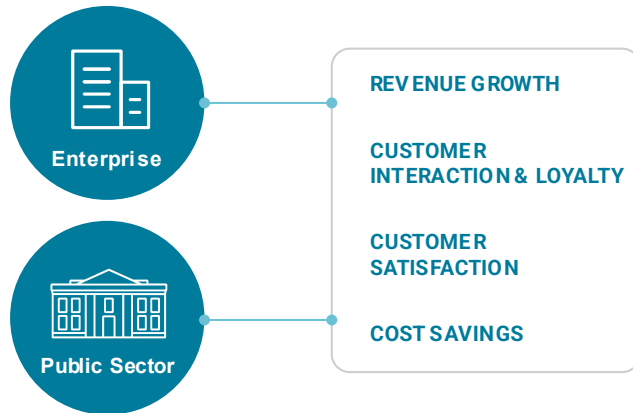 Enterprise
Public Sector
REVENUE GROWTH
CUSTOMER
INTERACTION & LOYALTY
CUSTOMER
SATISFACTION
COST SAVINGS